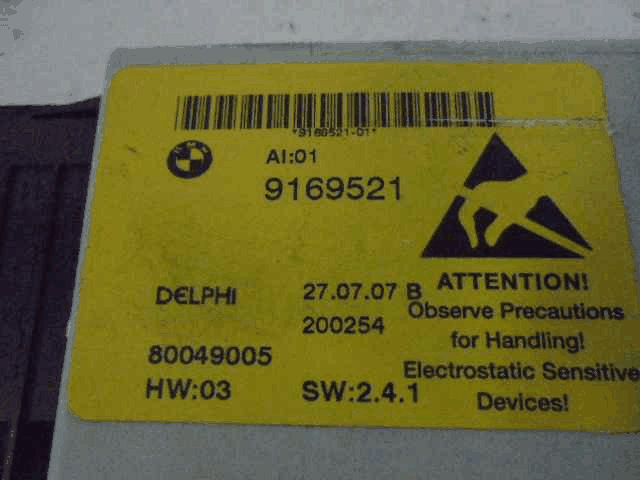 *9169521-01*
BMW
AI:01
9169521
DELPHI
27.07.07 B
200254
80049005
HW:03
SW:2.4.1
ATTENTION!
Observe Precautions
for Handling!
Electrostatic Sensitive
Devices!